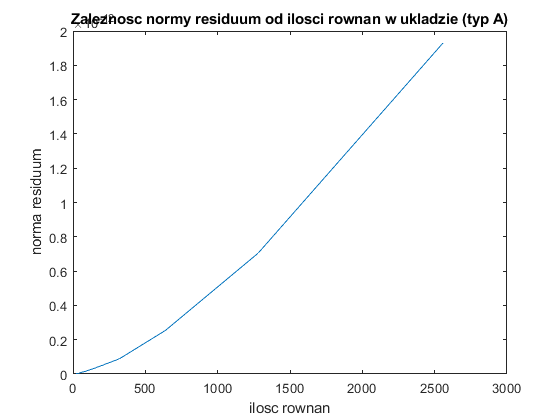 Zaleznosc normy residuum od ilosci rownan w ukladzie (typ A)
2
1.8
1.6
1.4
1.2
1
0.8
0.6
0.4
0.2
0
norma residuum
0 500 1000 1500 2000 2500 3000
ilosc rownan